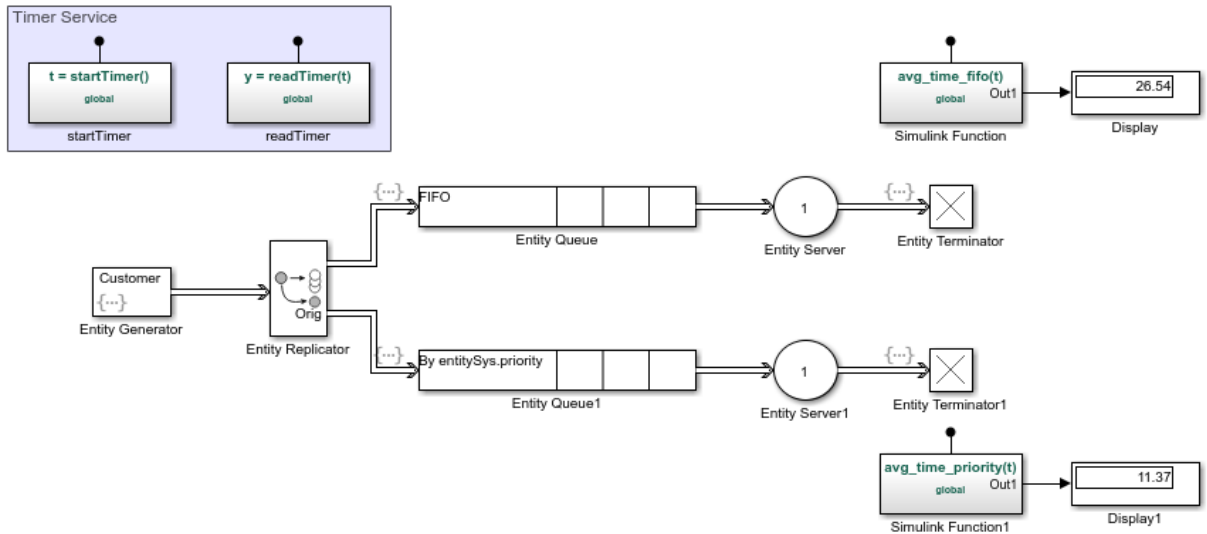 Timer Service
t = startTimer()
global
startTimer
y = readTimer(t)
global
readTimer
avg_time_fifo(t)
global
Out1
Simulink Function
26.54
Display
Customer
{...}
Entity Generator
Orig
Entity Replicator
{...}
FIFO
Entity Queue
1
Entity Server
{...}
Entity Terminator
{...}
By entitySys.priority
Entity Queue1
1
Entity Server1
{...}
Entity Terminator1
avg_time_priority(t)
global
Out1
Simulink Function1
11.37
Display1